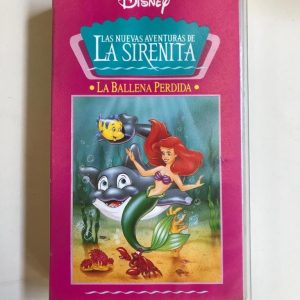 DISNEY
LAS NUEVAS AVENTURAS DE
LA SIRENITA
• LA BALLENA PERDIDA •